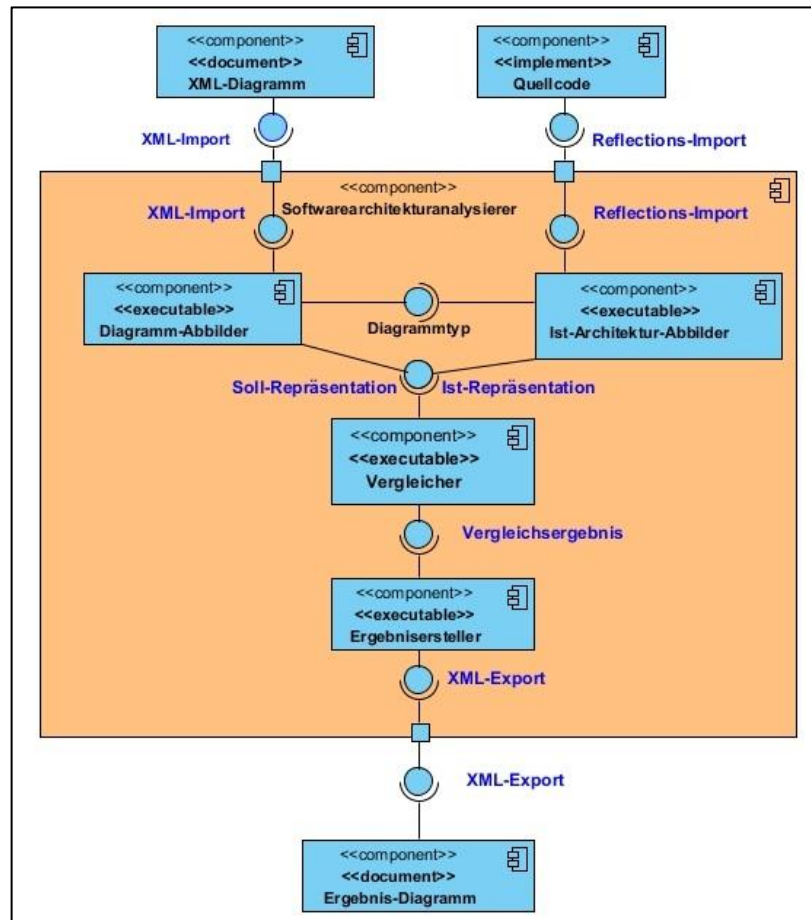 <<component>>
<<document>>
XML-Diagramm
<<component>>
<<implement>>
Quellcode
XML-Import
Reflections-Import
<<component>>
Softwarearchitekturanalysierer
XML-Import
Reflections-Import
<<component>>
<<executable>>
Diagramm-Abbilder
Diagrammtyp
<<component>>
<<executable>>
Ist-Architektur-Abbilder
Soll-Repräsentation
Ist-Repräsentation
<<component>>
<<executable>>
Vergleicher
Vergleichsergebnis
<<component>>
<<executable>>
Ergebnisersteller
XML-Export
XML-Export
<<component>>
<<document>>
Ergebnis-Diagramm